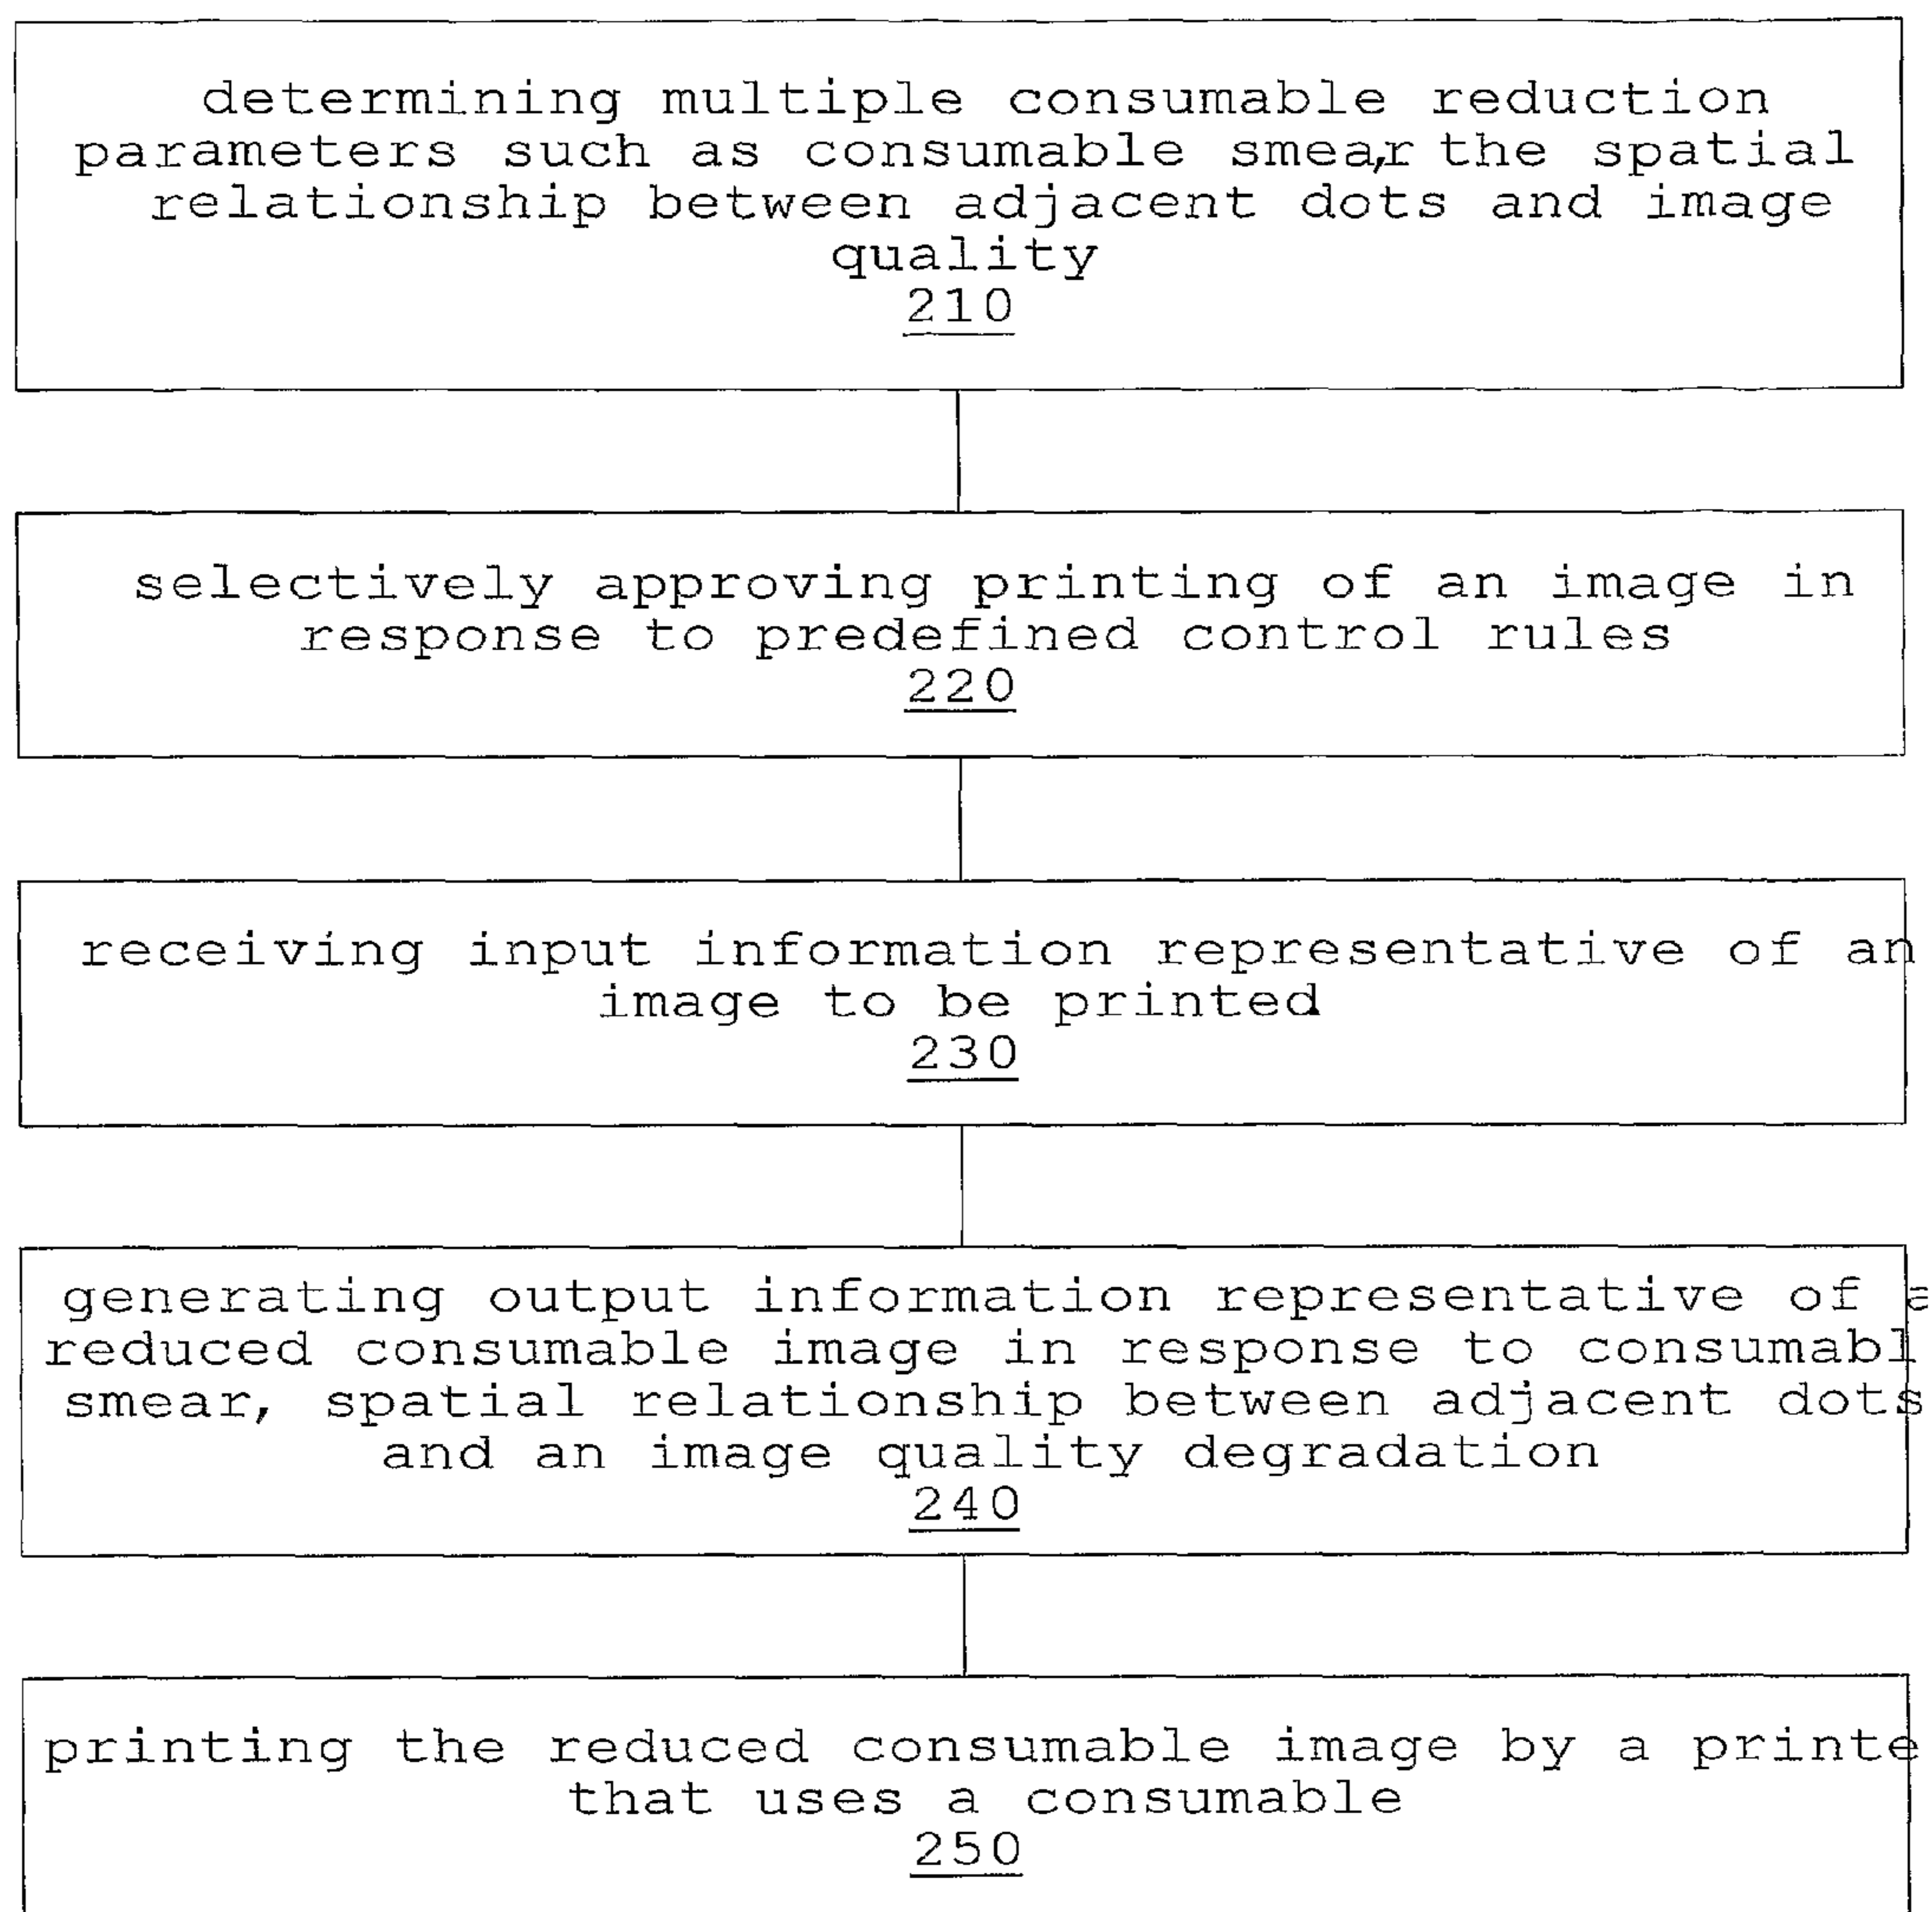 determining multiple consumable reduction
parameters such as consumable smear, the spatial
relationship between adjacent dots and image
quality
210
selectively approving printing of an image in
response to predefined control rules
220
receiving input information representative of an
image to be printed
230
generating output information representative of a
reduced consumable image in response to consumabl
smear, spatial relationship between adjacent dots
and an image quality degradation
240
printing the reduced consumable image by a printe
that uses a consumable
250